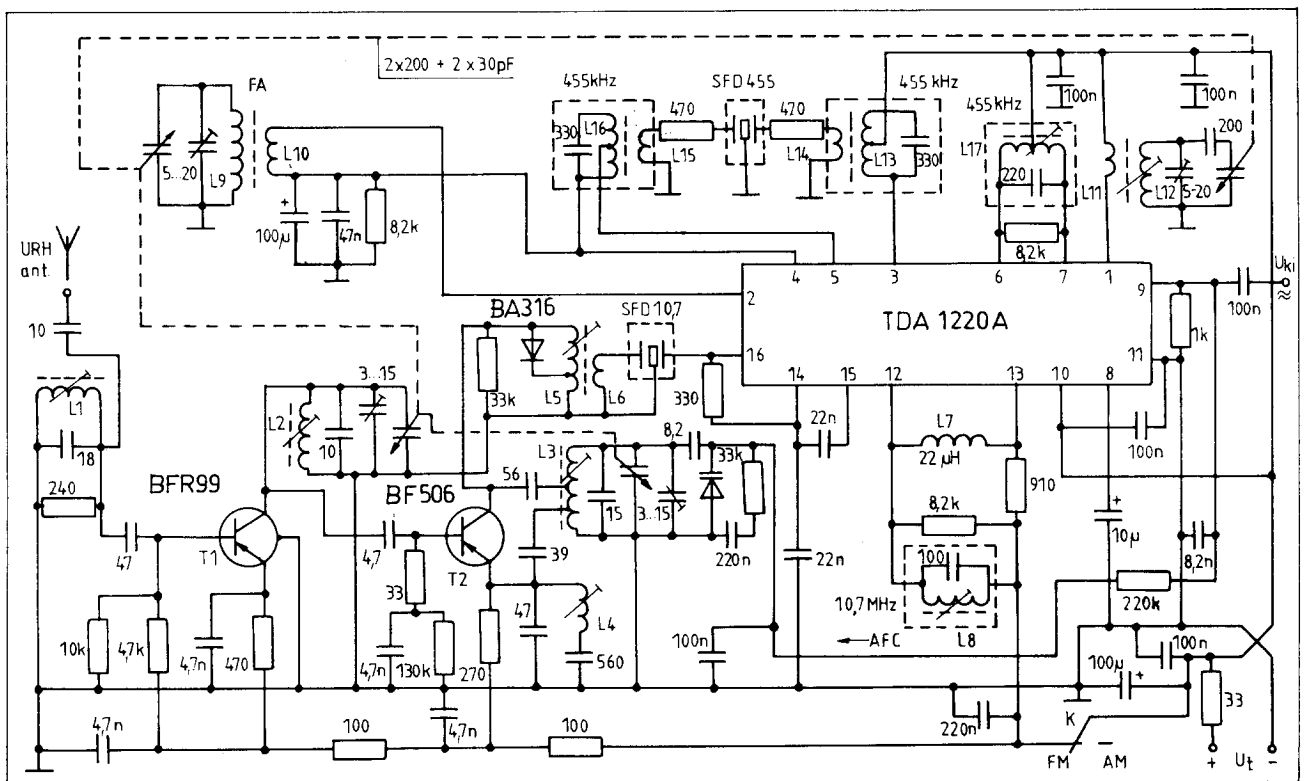 2x200 + 2 x 30pF
FA
5...20
L9
L10
+
100µ
47n
8,2k
455kHz
330
L16
L15
470
SFD455
470
L14
455 kHz
L13
330
455 kHz
L17
220
8,2k
100n
L11
100n
200
L12
5-20
URH
ant.
10
L1
18
240
47
BFR99
T1
10k
47k
4,7n
470
4,7n
L2
10
3...15
BA316
33k
L5
L6
SFD 10,7
330
BF506
4,7
T2
33
4,7n
130k
270
4,7n
56
L3
15
3...15
8,2
33k
220n
39
47
L4
560
100n
4
5
3
6
7
1
2
16
14
15
12
13
10
8
11
9
TDA 1220A
Uki
≈
100n
1k
100n
22n
22n
L7
22 µH
910
8,2k
100
10,7MHz
L8
+
10µ
8,2n
220k
AFC
100n
100µ
+
33
K
220n
100
100
FM
AM
+
Ut
-